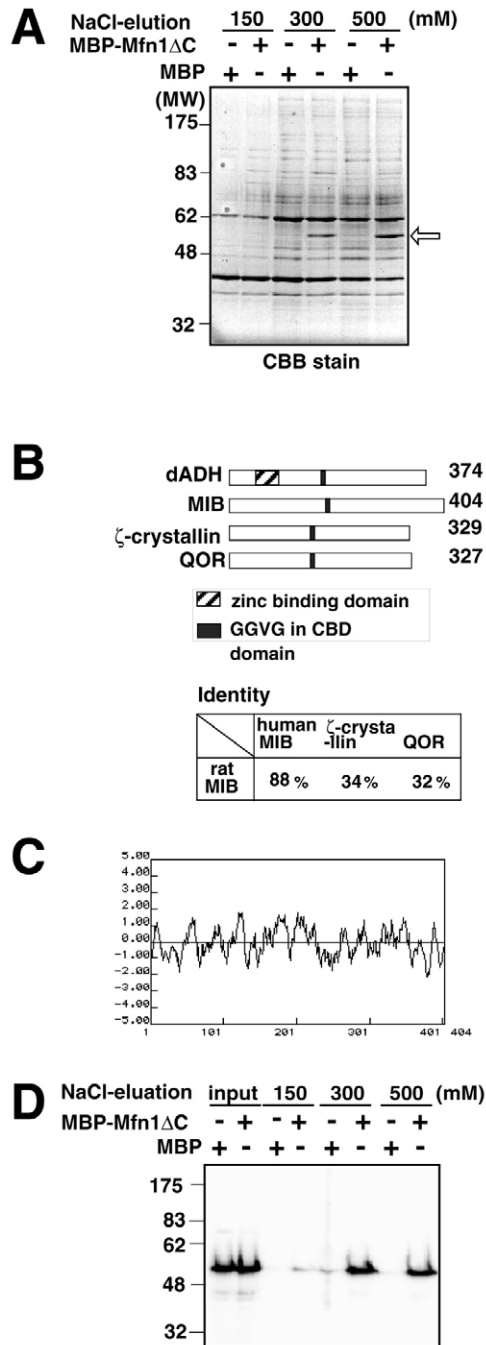 A
NaCl-elution 150 300 500 (mM)
MBP-Mfn1ΔC - + - + - +
MBP + - + - + -
(MW)
175
83
62
48
32
CBB stain
B
dADH 374
MIB 404
ζ-crystallin 329
QOR 327
zinc binding domain
GGVG in CBD
domain
Identity
human MIB ζ-crysta-llin QOR
rat MIB 88 % 34 % 32 %
C
5.00
4.00
3.00
2.00
1.00
0.00
-1.00
-2.00
-3.00
-4.00
-5.00
1 101 201 301 401 404
D
NaCl-eluation input 150 300 500 (mM)
MBP-Mfn1ΔC - + - + - + - +
MBP + - + - + - + -
175
83
62
48
32